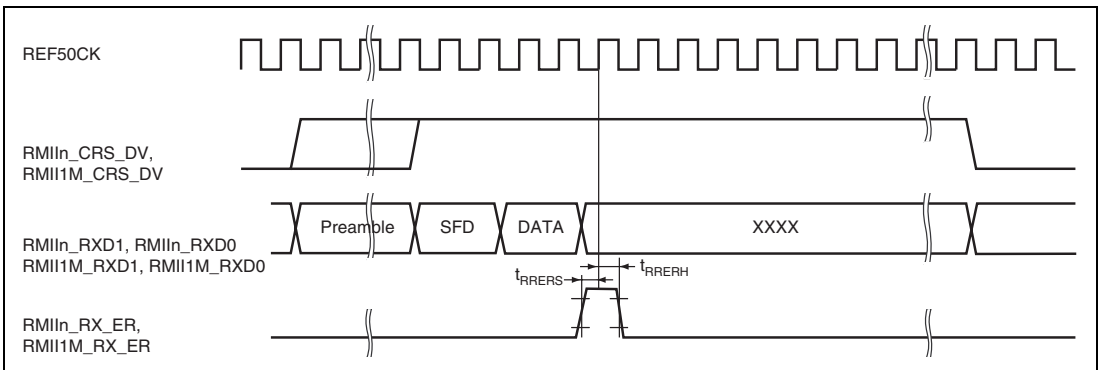 REF50CK
RMIIn_CRS_DV,
RMII1M_CRS_DV
Preamble
SFD
DATA
XXXX
RMIIn_RXD1, RMIIn_RXD0
RMII1M_RXD1, RMII1M_RXD0
tRRERS
tRRERH
RMIIn_RX_ER,
RMII1M_RX_ER